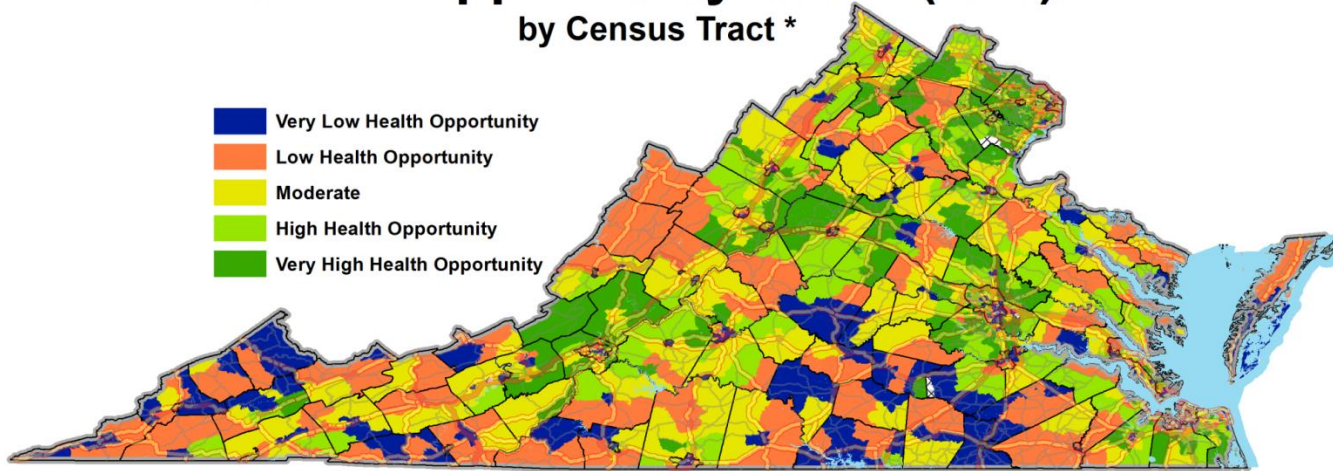 by Census Tract *
Very Low Health Opportunity
Low Health Opportunity
Moderate
High Health Opportunity
Very High Health Opportunity